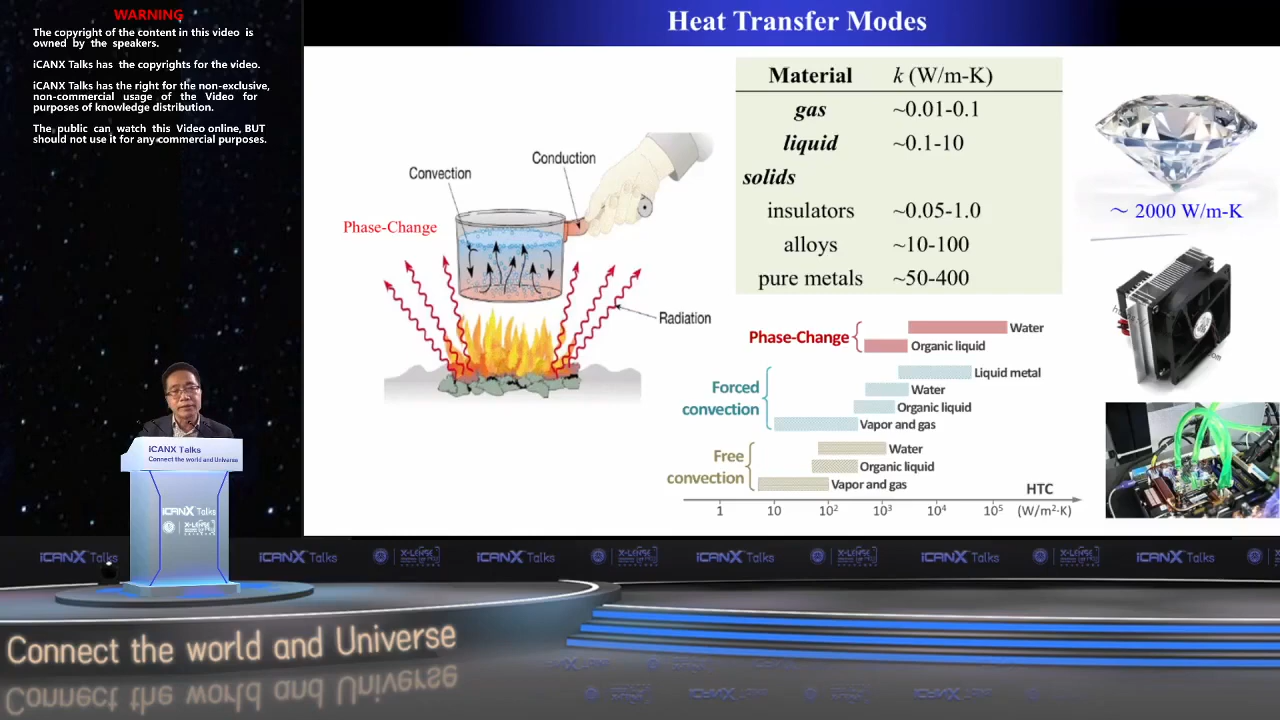 WARNING
The copyright of the content in this video is
owned by the speakers.
iCANX Talks has the copyrights for the video.
iCANX Talks has the right for the non-exclusive,
non-commercial usage of the Video for
purposes of knowledge distribution.
The public can watch this Video online, BUT
should not use it for any commercial purposes.
Heat Transfer Modes
Material k (W/m-K)
gas ~0.01-0.1
liquid ~0.1-10
solids
insulators ~0.05-1.0
alloys ~10-100
pure metals ~50-400
Convection
Conduction
Phase-Change
Radiation
~ 2000 W/m-K
Phase-Change
Water
Organic liquid
Forced
convection
Liquid metal
Water
Organic liquid
Vapor and gas
Free
convection
Water
Organic liquid
Vapor and gas
HTC
1 10 10² 10³ 10⁴ 10⁵ (W/m²·K)
iCANX Talks
Connect the world and Universe
iCANX Talks
X-LENSE
iCANX Talks X-LENSE iCANX Talks X-LENSE iCANX Talks X-LENSE iCANX Talks X-LENSE iCANX Talks
Connect the world and Universe